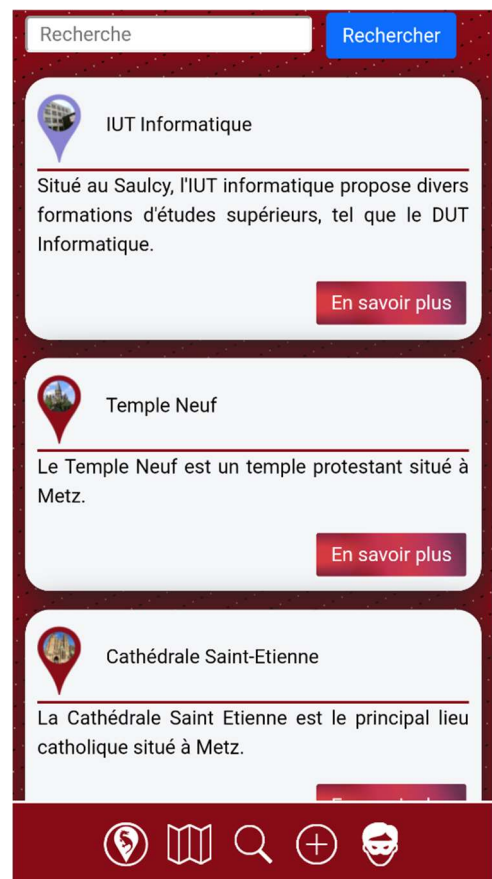 Recherche
Rechercher
IUT Informatique
Situé au Saulcy, l'IUT informatique propose divers
formations d'études supérieurs, tel que le DUT
Informatique.
En savoir plus
Temple Neuf
Le Temple Neuf est un temple protestant situé à
Metz.
En savoir plus
Cathédrale Saint-Etienne
La Cathédrale Saint Etienne est le principal lieu
catholique situé à Metz.